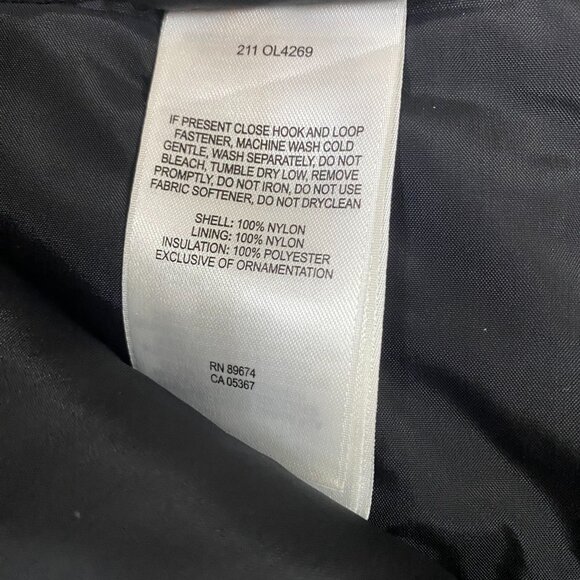 211 OL4269
IF PRESENT CLOSE HOOK AND LOOP
FASTENER, MACHINE WASH COLD
GENTLE, WASH SEPARATELY, DO NOT
BLEACH, TUMBLE DRY LOW, REMOVE
PROMPTLY, DO NOT IRON, DO NOT USE
FABRIC SOFTENER, DO NOT DRYCLEAN
SHELL: 100% NYLON
LINING: 100% NYLON
INSULATION: 100% POLYESTER
EXCLUSIVE OF ORNAMENTATION
RN 89674
CA 05367